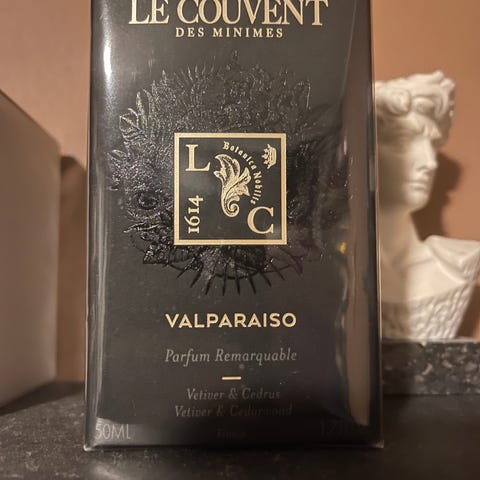 LE COUVENT
DES MINIMES
L
Botanica Nobilis
1614
C
VALPARAISO
Parfum Remarquable
Vetiver & Cedrus
Vetiver & Cedarwood
50ML